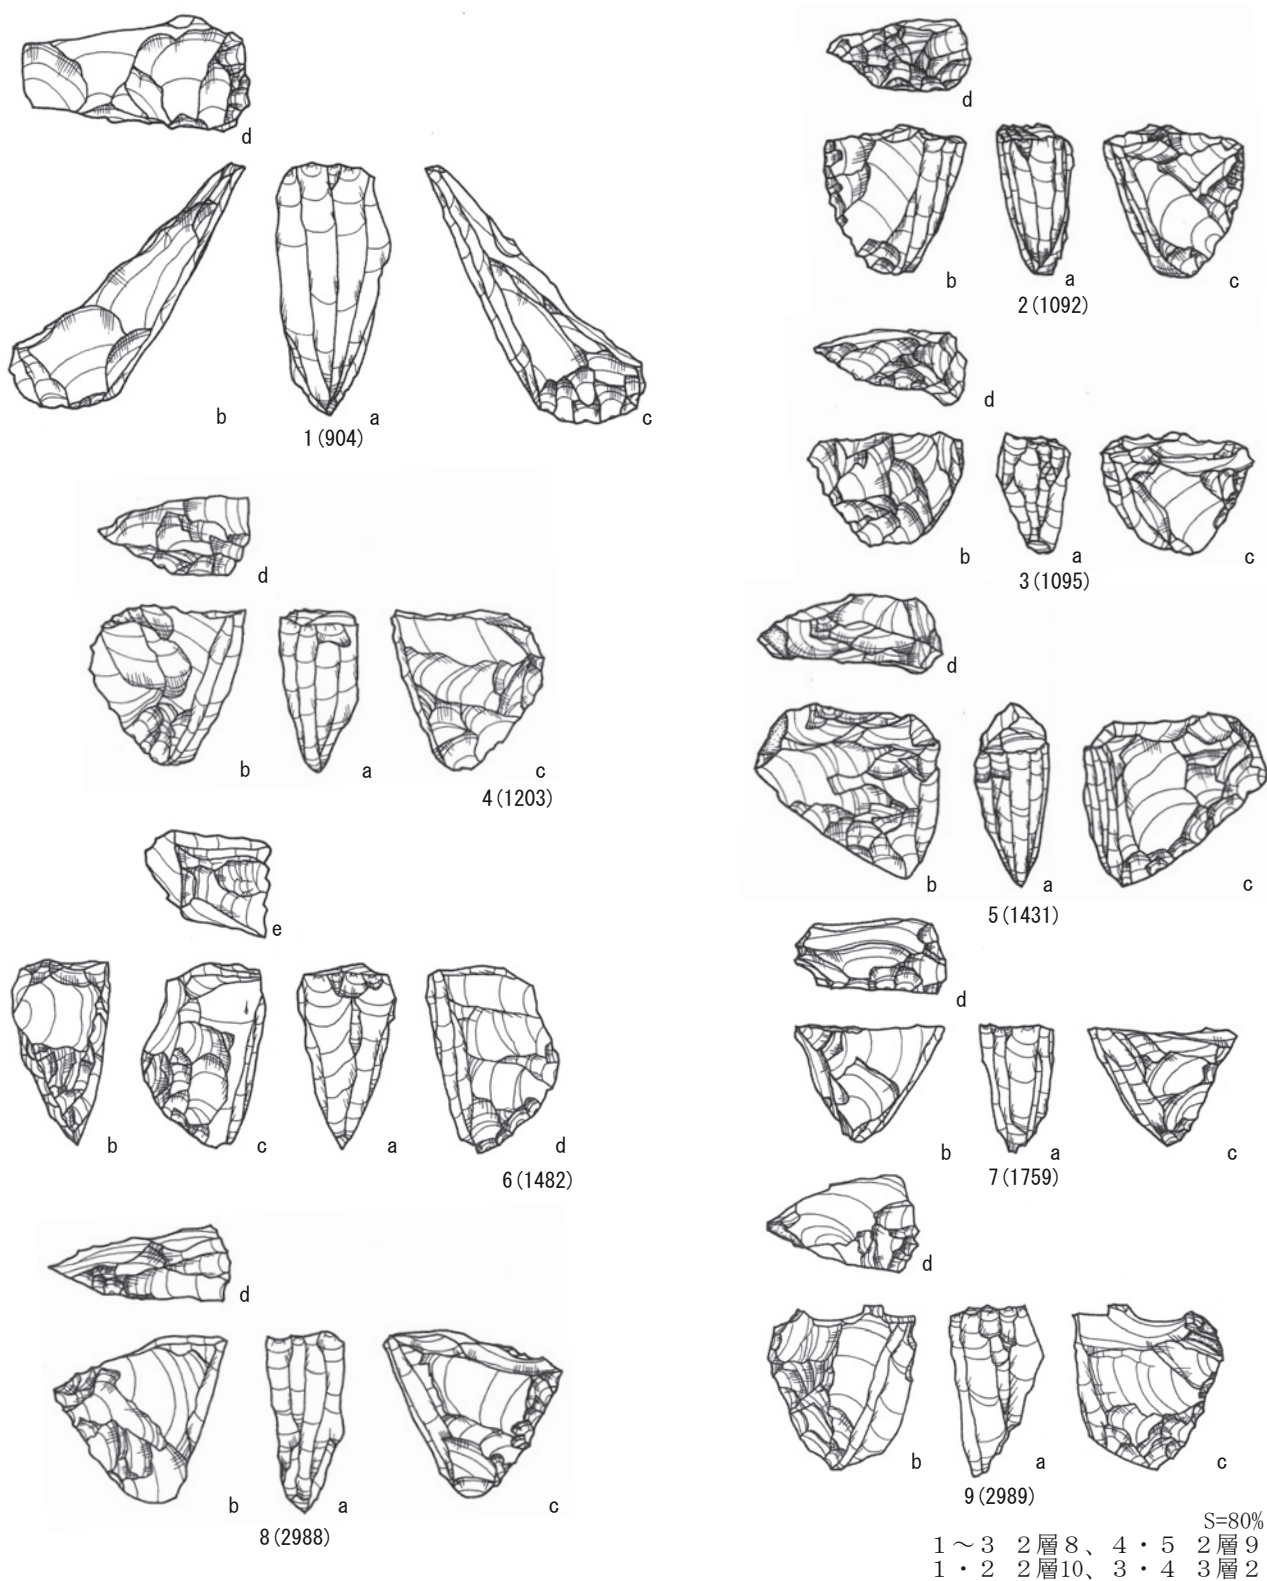 d
b
a
c
1(904)
d
b
a
c
2(1092)
d
b
a
c
3(1095)
d
b
a
c
4(1203)
d
b
a
c
5(1431)
e
b
c
a
d
6(1482)
d
b
a
c
7(1759)
d
b
a
c
8(2988)
d
b
a
c
9(2989)
S=80%
1～3 2層8、4・5 2層9
1・2 2層10、3・4 3層2